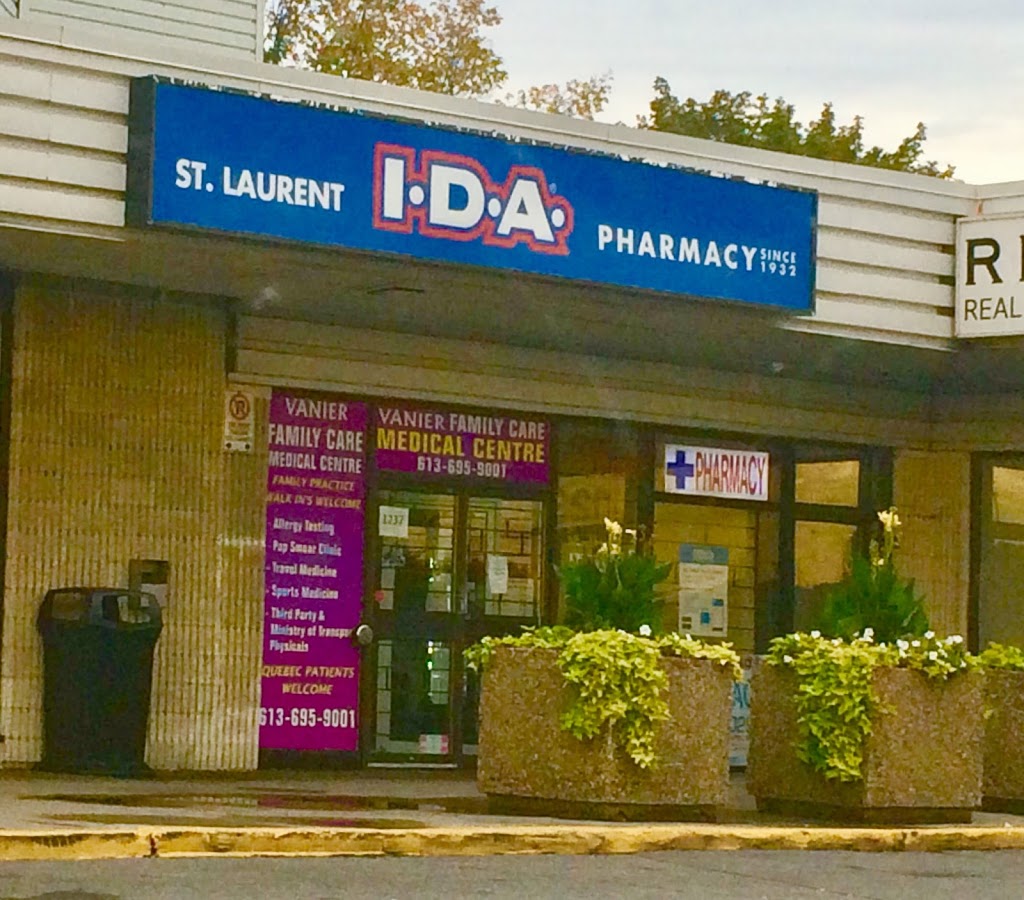 ST. LAURENT I·D·A· PHARMACY SINCE 1932
R
REAL
VANIER
FAMILY CARE
MEDICAL CENTRE
FAMILY PRACTICE
WALK IN'S WELCOME
- Allergy Testing
- Pap Smear Clinic
- Travel Medicine
- Sports Medicine
- Third Party &
Ministry of Transpo
Physicals
QUEBEC PATIENTS
WELCOME
613-695-9001
VANIER FAMILY CARE
MEDICAL CENTRE
613-695-9001
PHARMACY
1237